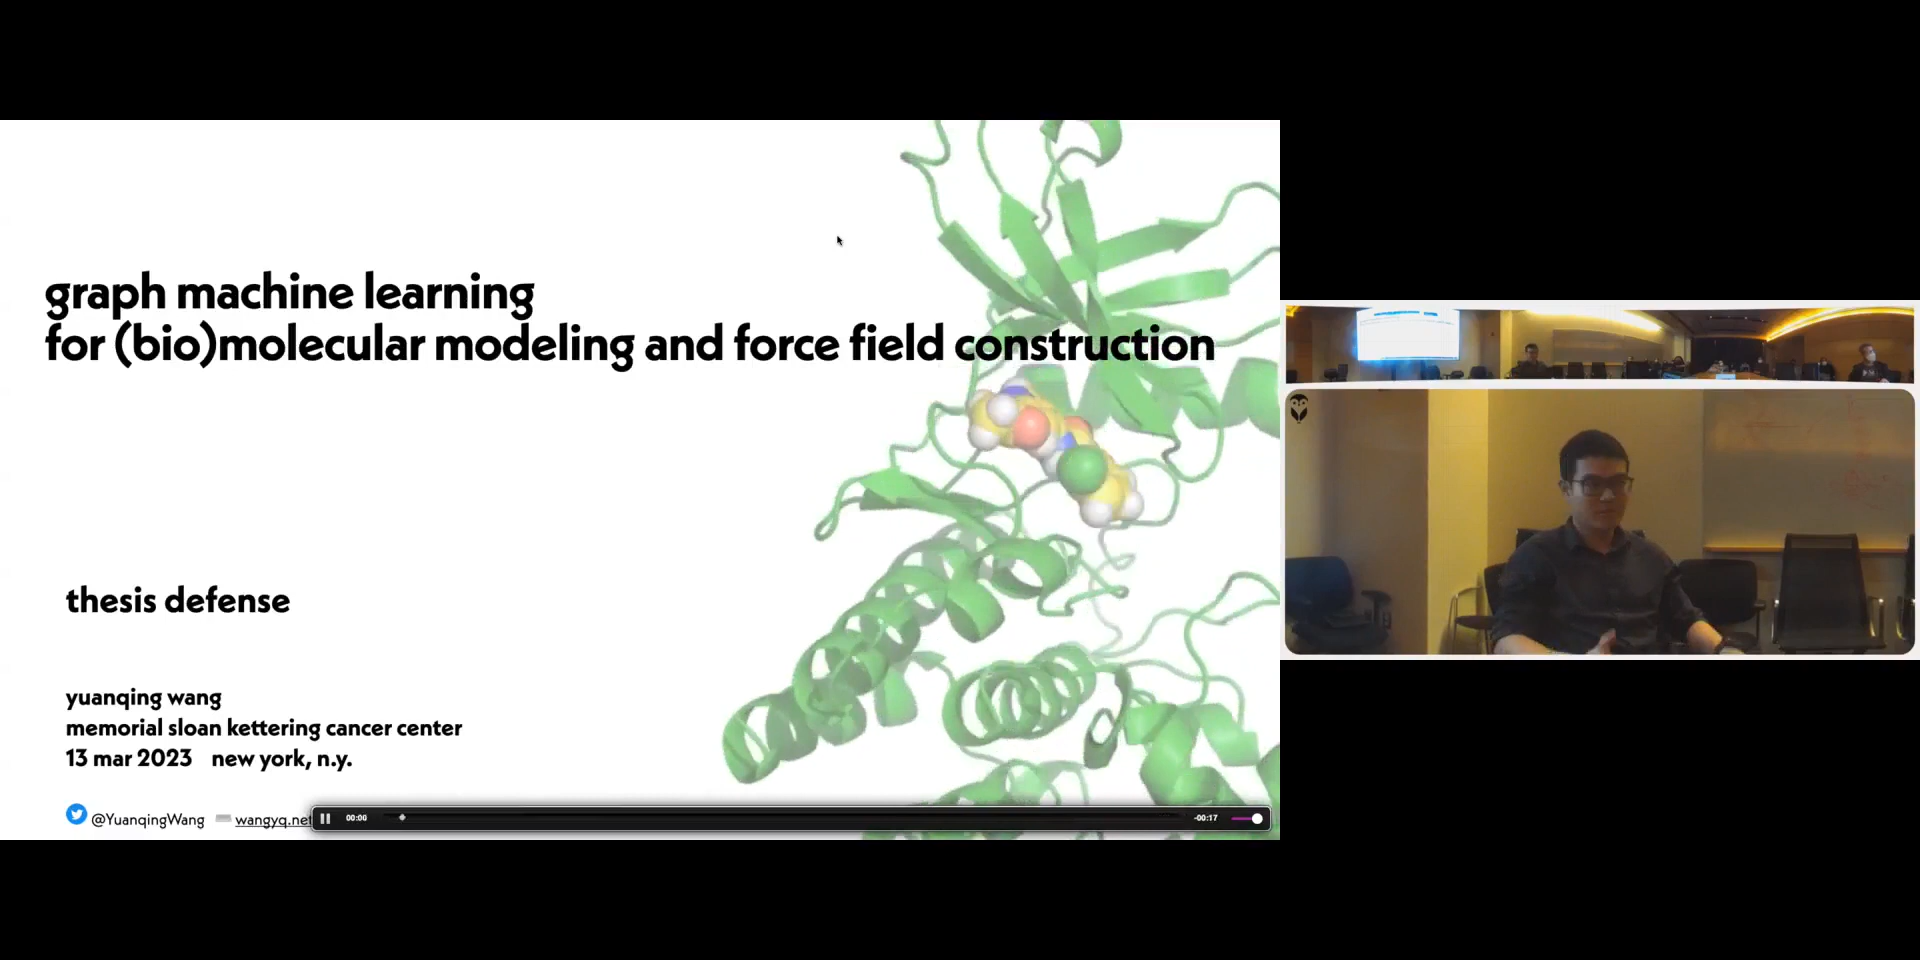 graph machine learning
for (bio)molecular modeling and force field construction
thesis defense
yuanqing wang
memorial sloan kettering cancer center
13 mar 2023 new york, n.y.
@YuanqingWang wangyq.net
00:00 -00:17